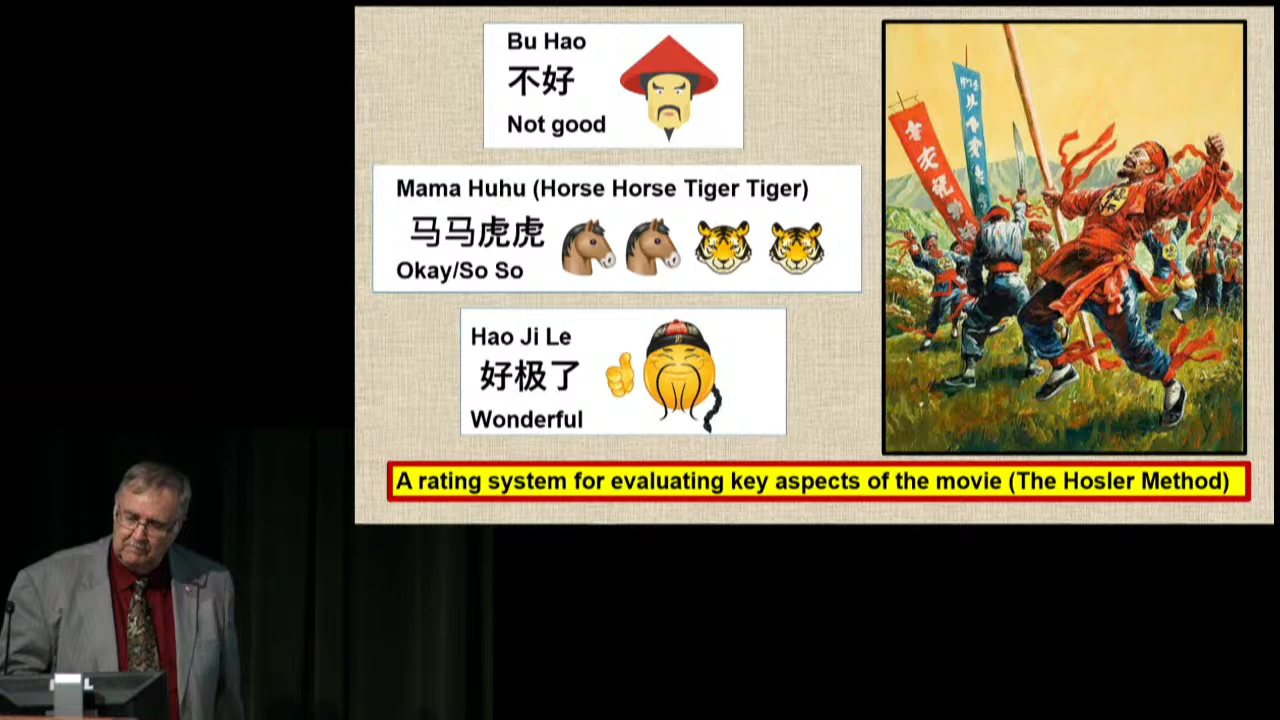 Bu Hao
不好
Not good
Mama Huhu (Horse Horse Tiger Tiger)
马马虎虎
Okay/So So
Hao Ji Le
好极了
Wonderful
A rating system for evaluating key aspects of the movie (The Hosler Method)